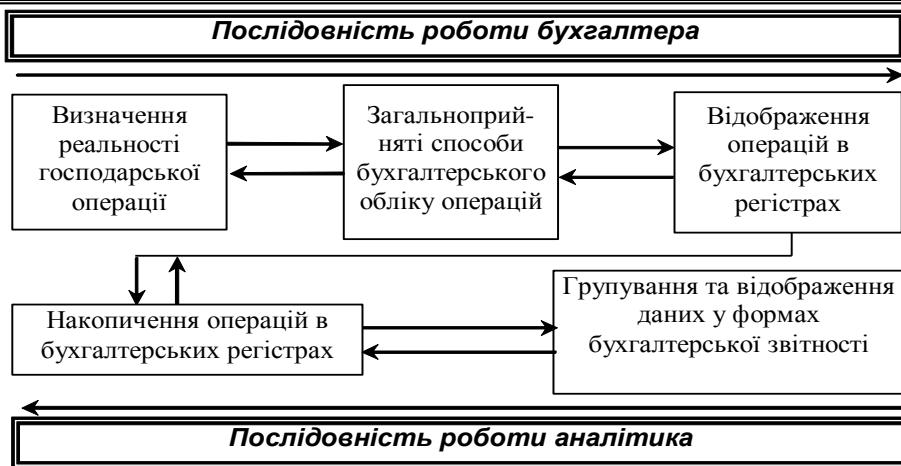 Послідовність роботи бухгалтера
Визначення
реальності
господарської
операції
Загальноприй-
няті способи
бухгалтерського
обліку операцій
Відображення
операцій в
бухгалтерських
регістрах
Накопичення операцій в
бухгалтерських регістрах
Групування та відображення
даних у формах
бухгалтерської звітності
Послідовність роботи аналітика